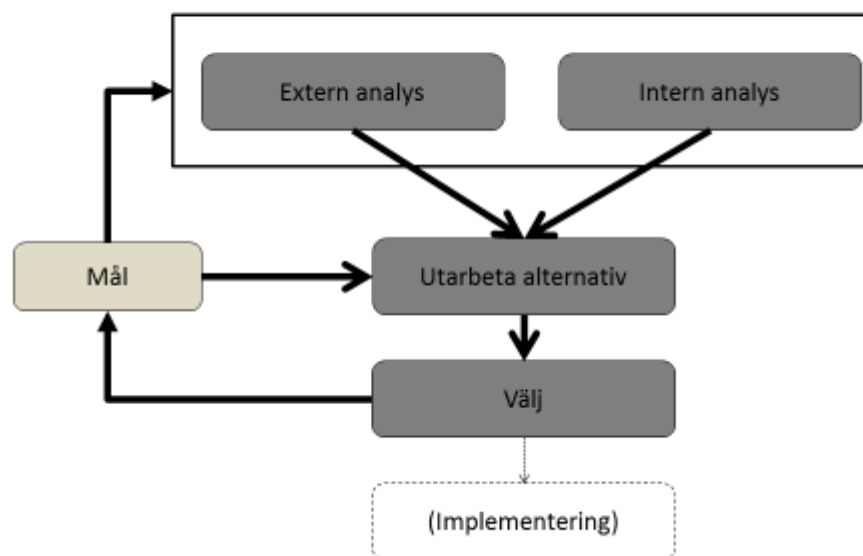 Extern analys
Intern analys
Mål
Utarbeta alternativ
Välj
(Implementering)